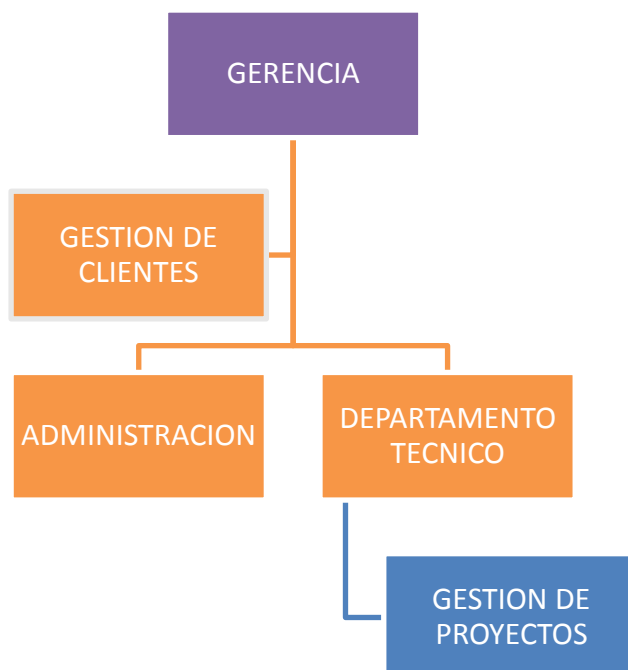 GERENCIA
GESTION DE
CLIENTES
ADMINISTRACION
DEPARTAMENTO
TECNICO
GESTION DE
PROYECTOS